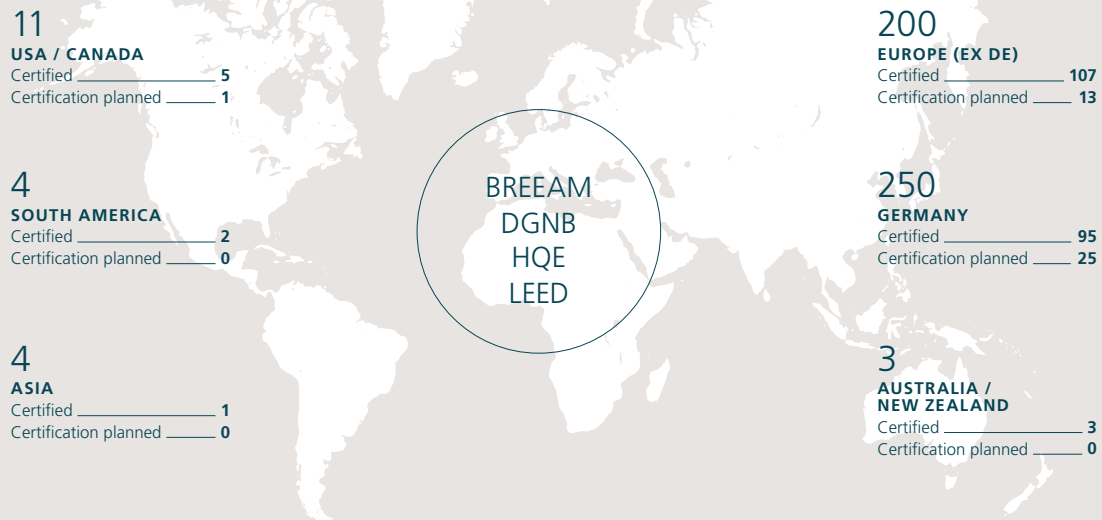 11
USA / CANADA
Certified 5
Certification planned 1
4
SOUTH AMERICA
Certified 2
Certification planned 0
4
ASIA
Certified 1
Certification planned 0
BREEAM
DGNB
HQE
LEED
200
EUROPE (EX DE)
Certified 107
Certification planned 13
250
GERMANY
Certified 95
Certification planned 25
3
AUSTRALIA /
NEW ZEALAND
Certified 3
Certification planned 0